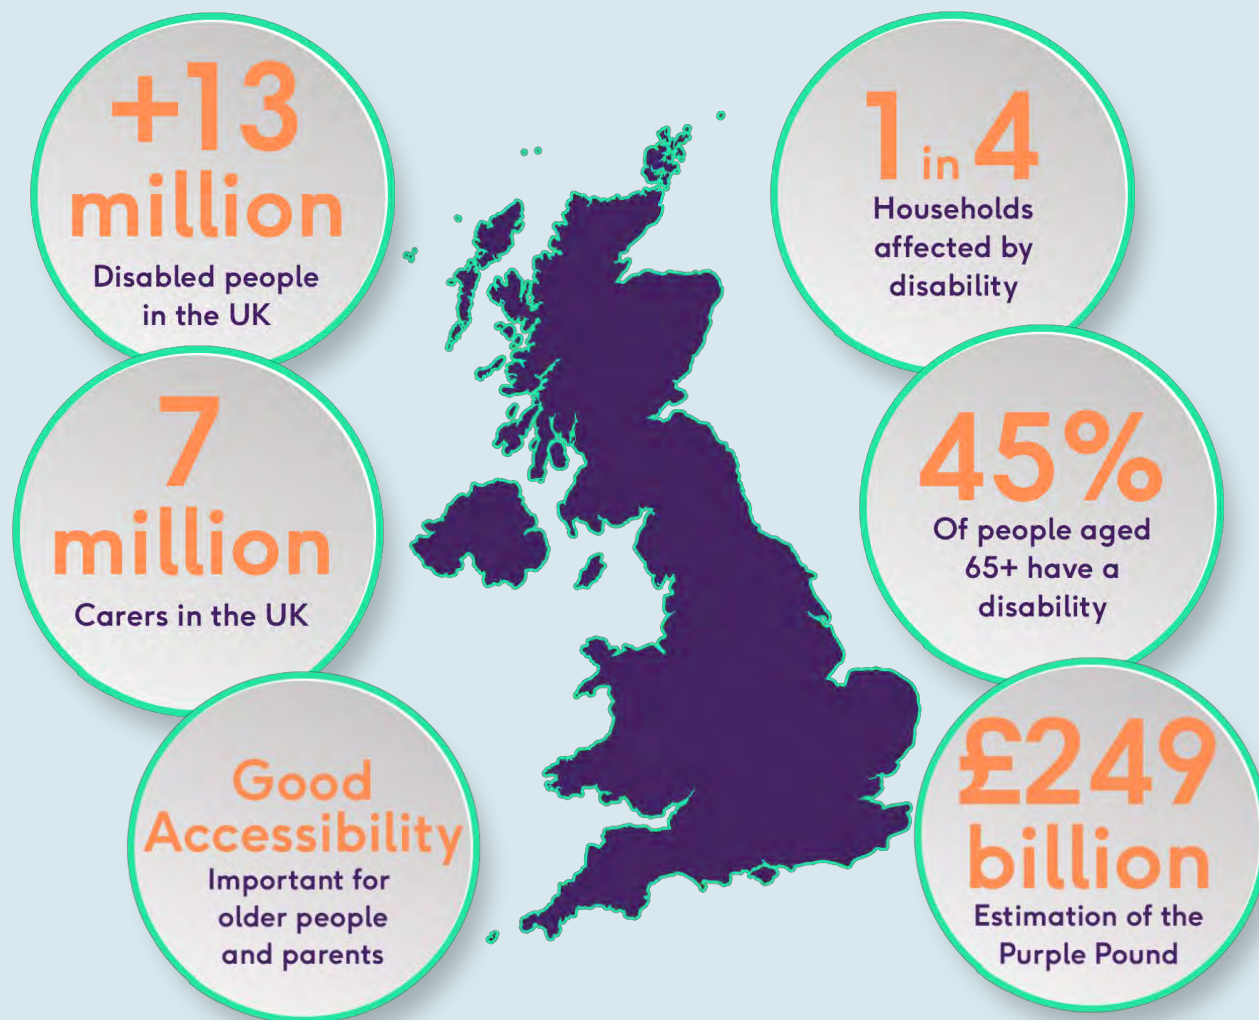 +13
million
Disabled people
in the UK
7
million
Carers in the UK
Good
Accessibility
Important for
older people
and parents
1 in 4
Households
affected by
disability
45%
Of people aged
65+ have a
disability
£249
billion
Estimation of the
Purple Pound